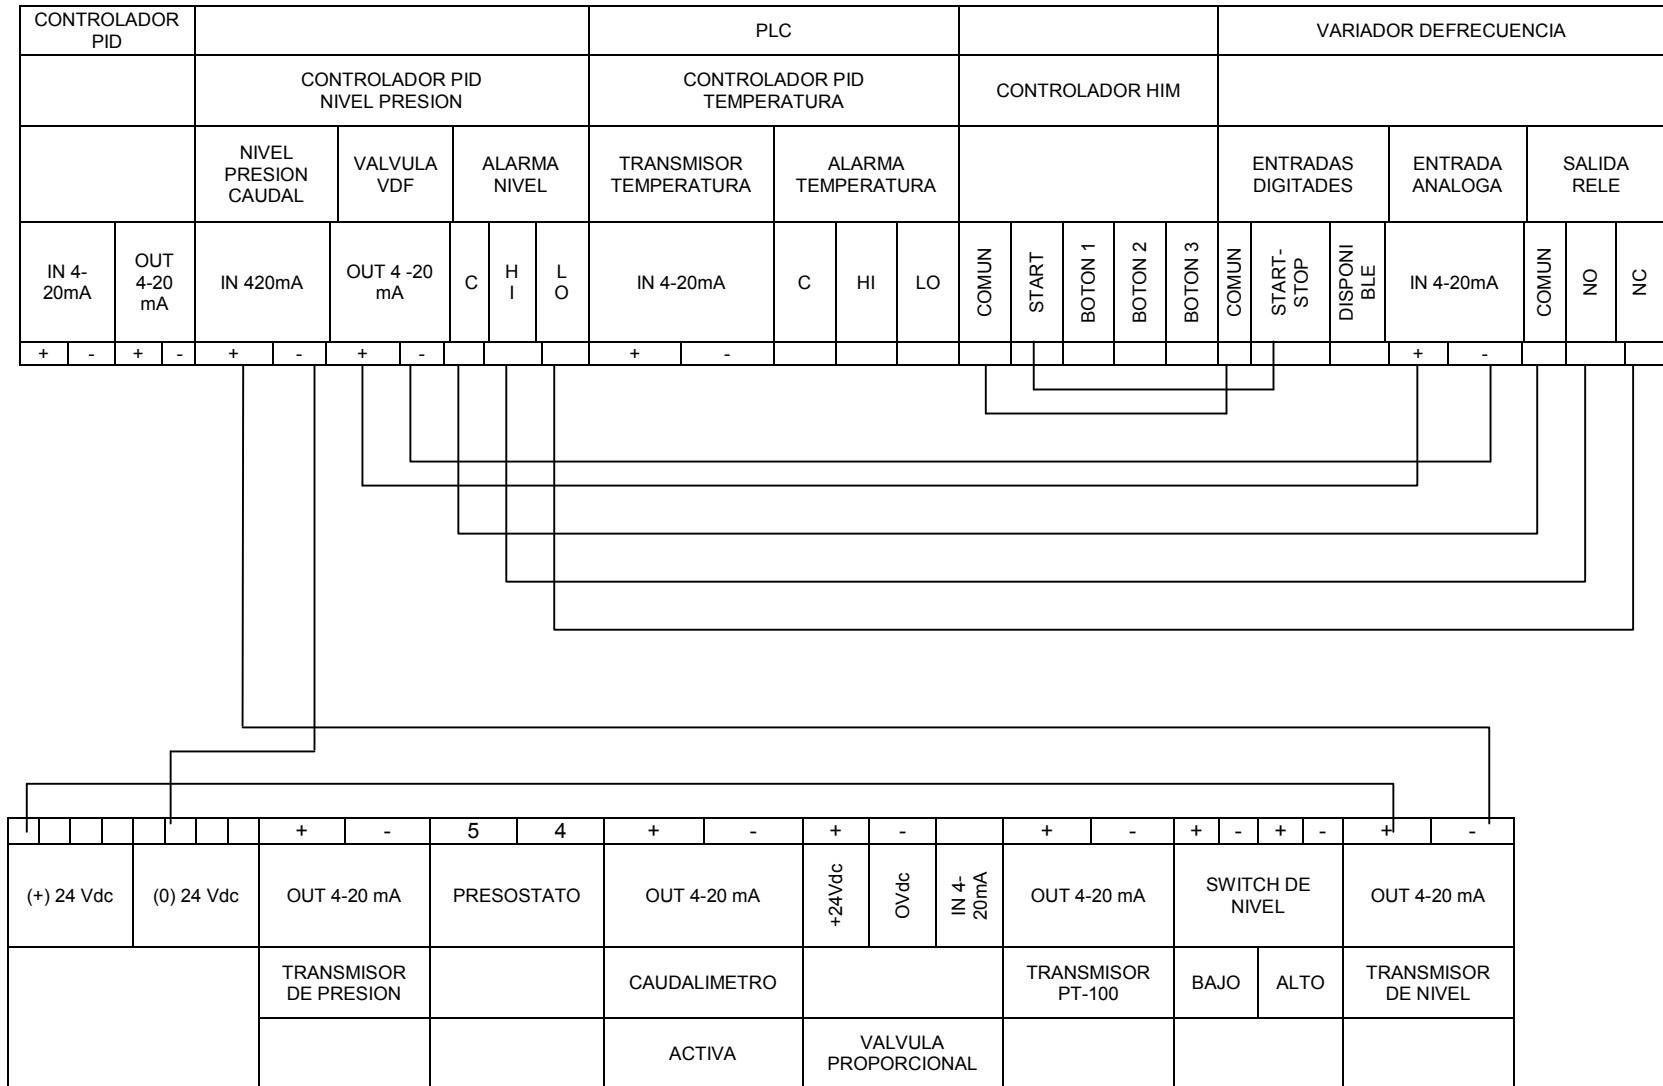 CONTROLADOR
PID
PLC
VARIADOR DEFRECUENCIA
CONTROLADOR PID
NIVEL PRESION
CONTROLADOR PID
TEMPERATURA
CONTROLADOR HIM
NIVEL
PRESION
CAUDAL
VALVULA
VDF
ALARMA
NIVEL
TRANSMISOR
TEMPERATURA
ALARMA
TEMPERATURA
ENTRADAS
DIGITADES
ENTRADA
ANALOGA
SALIDA
RELE
IN 4-
20mA
OUT
4-20
mA
IN 420mA
OUT 4 -20
mA
C
H
I
L
O
IN 4-20mA
C
HI
LO
COMUN
START
BOTON 1
BOTON 2
BOTON 3
COMUN
START-
STOP
DISPONI
BLE
IN 4-20mA
COMUN
NO
NC
+ - + - + - + - + - + -
+ - 5 4 + - + - + - + - + - + -
(+) 24 Vdc
(0) 24 Vdc
OUT 4-20 mA
PRESOSTATO
OUT 4-20 mA
+24Vdc
OVdc
IN 4-
20mA
OUT 4-20 mA
SWITCH DE
NIVEL
OUT 4-20 mA
TRANSMISOR
DE PRESION
CAUDALIMETRO
TRANSMISOR
PT-100
BAJO
ALTO
TRANSMISOR
DE NIVEL
ACTIVA
VALVULA
PROPORCIONAL